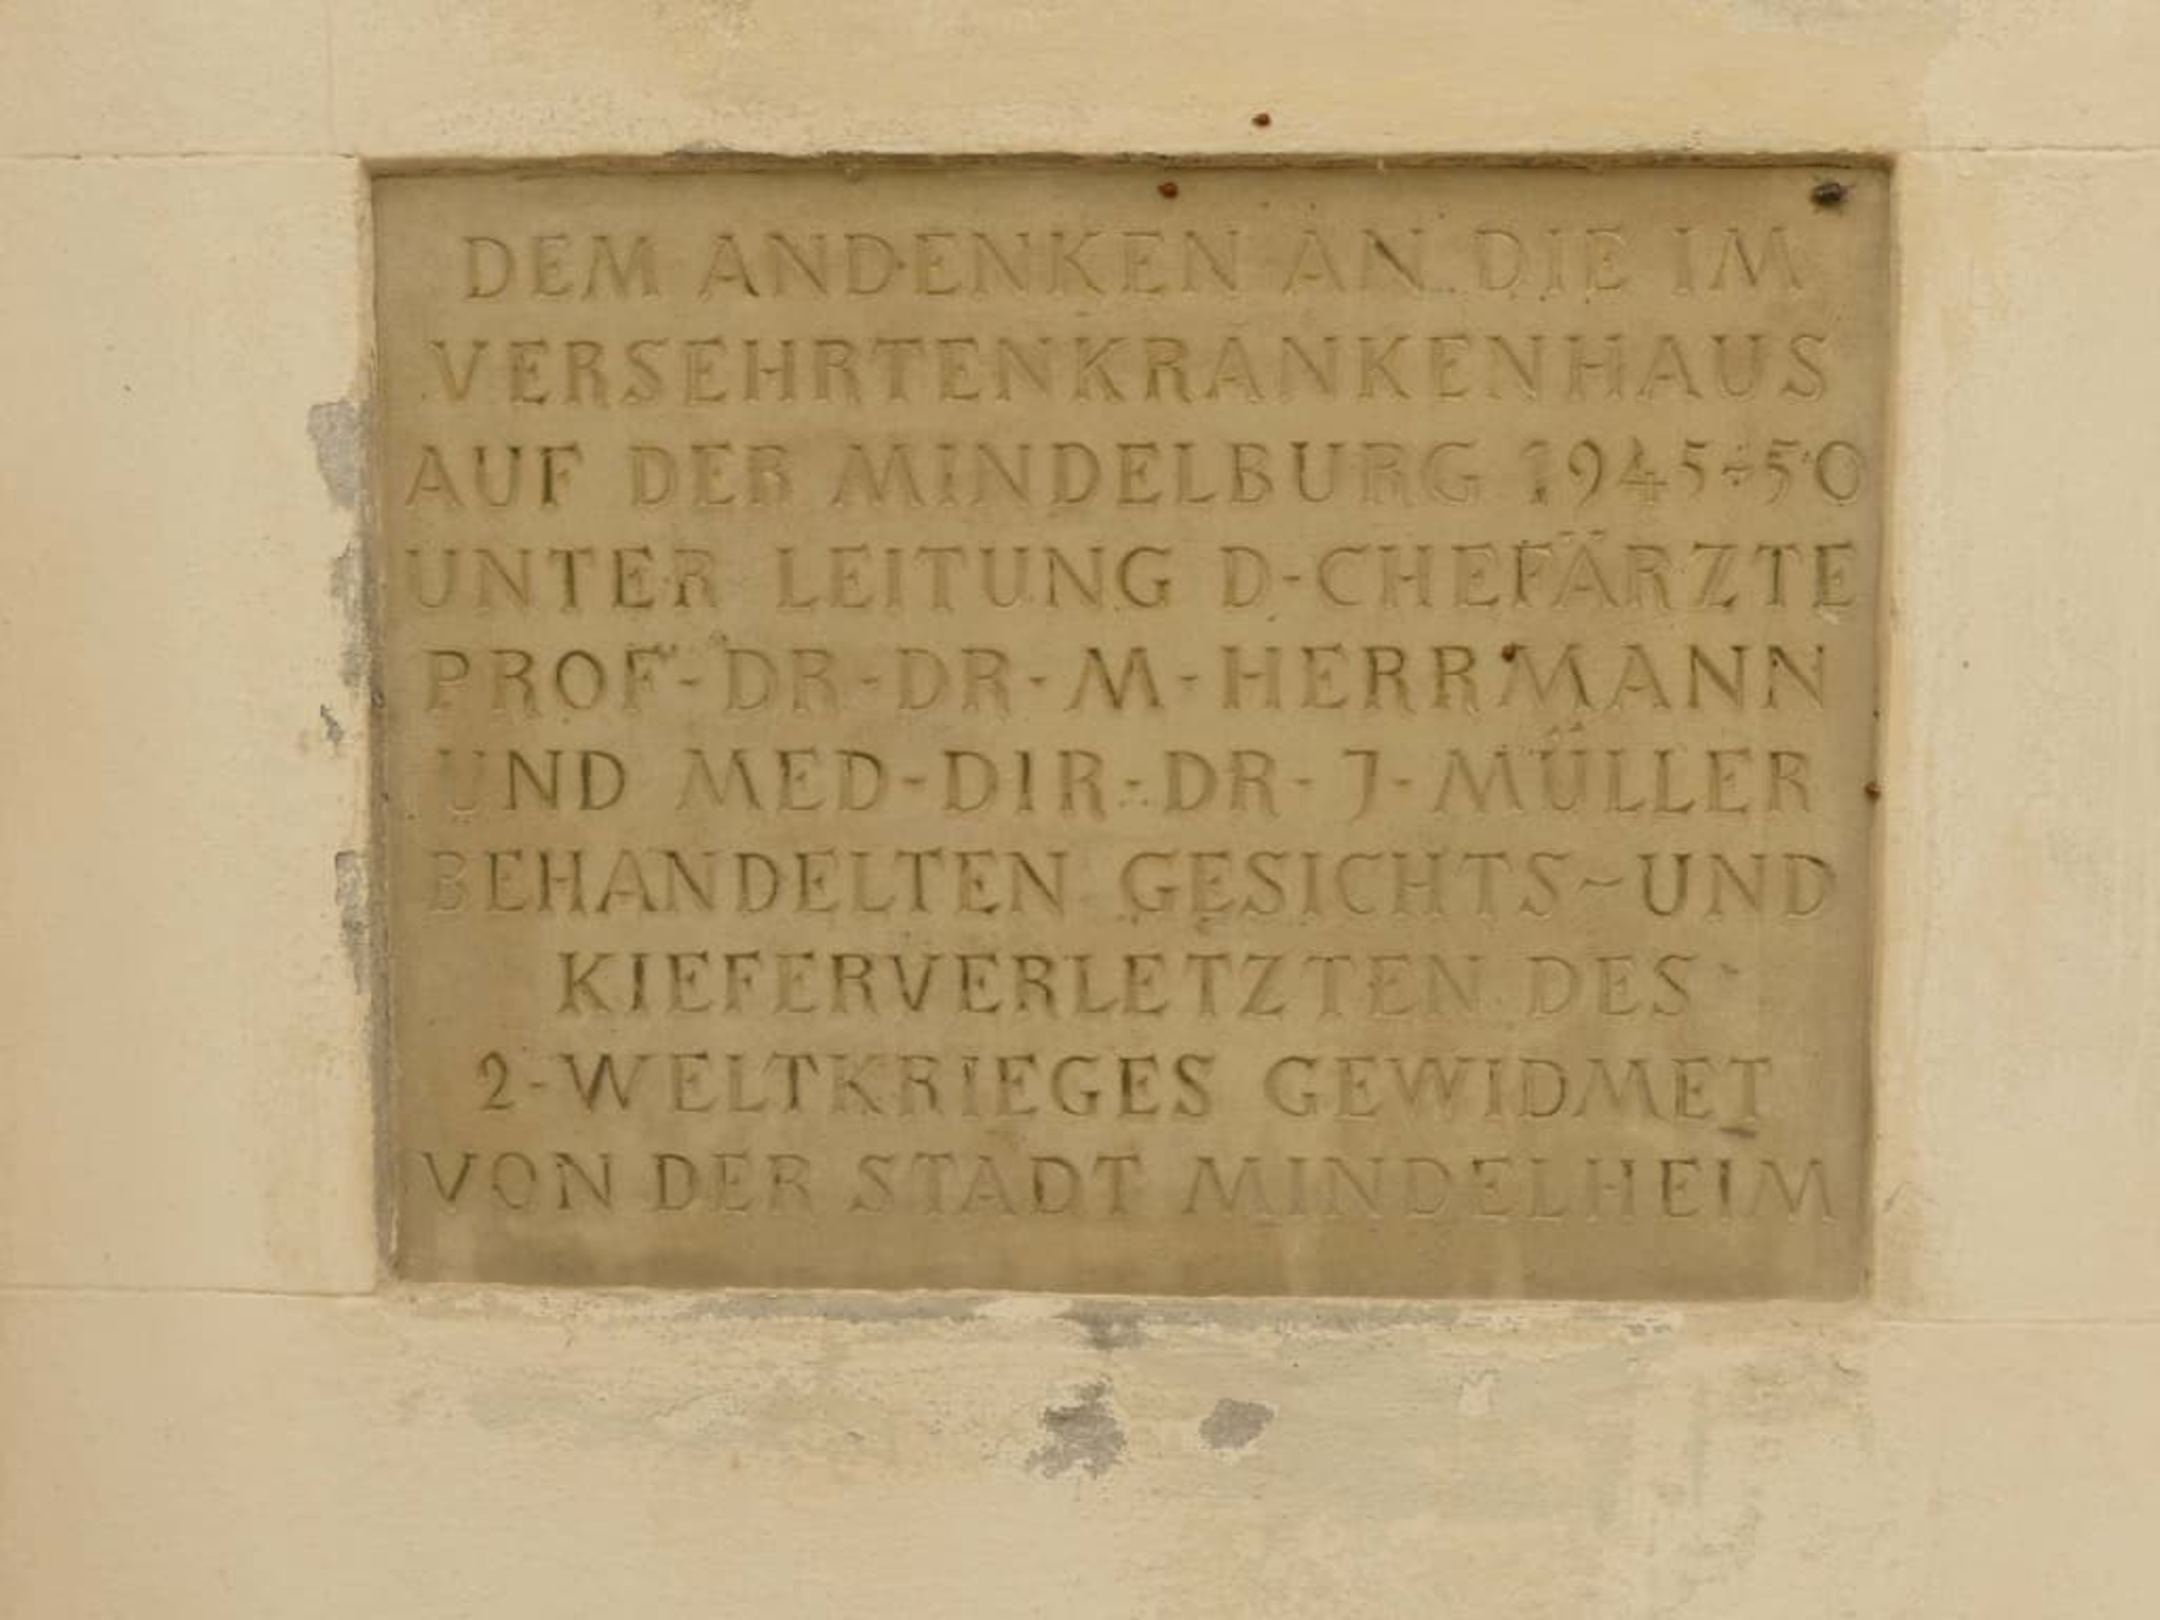 DEM ANDENKEN AN DIE IM
VERSEHRTENKRANKENHAUS
AUF DER MINDELBURG 1945-50
UNTER LEITUNG D-CHEFÄRZTE
PROF-DR-DR-M-HERRMANN
UND MED-DIR-DR-J-MÜLLER
BEHANDELTEN GESICHTS-UND
KIEFERVERLETZTEN DES
2-WELTKRIEGES GEWIDMET
VON DER STADT MINDELHEIM